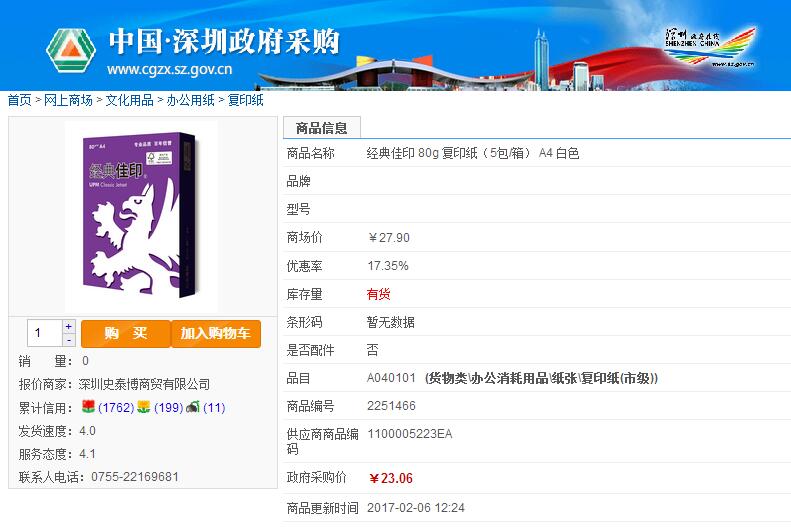 中国·深圳政府采购
www.cgzx.sz.gov.cn
深圳 政府在线
SHENZHEN CHINA
www.sz.gov.cn
首页 > 网上商场 > 文化用品 > 办公用纸 > 复印纸
80 A4 专业品质 百年信誉
经典佳印
UPM Classic Jetset
1 + -
购 买 加入购物车
销 量： 0
报价商家： 深圳史泰博商贸有限公司
累计信用： (1762) (199) (11)
发货速度： 4.0
服务态度： 4.1
联系人电话： 0755-22169681
商品信息
商品名称 经典佳印 80g 复印纸（5包/箱） A4 白色
品牌
型号
商场价 ￥27.90
优惠率 17.35%
库存量 有货
条形码 暂无数据
是否配件 否
品目 A040101 (货物类\办公消耗用品\纸张\复印纸(市级))
商品编号 2251466
供应商商品编 1100005223EA
码
政府采购价 ￥23.06
商品更新时间 2017-02-06 12:24